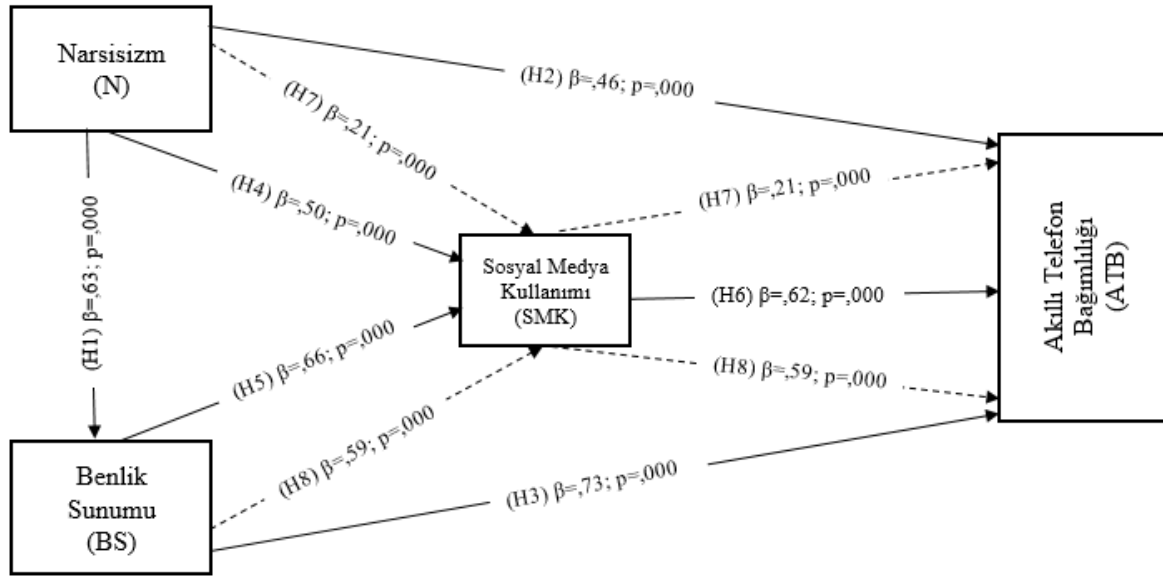 Narsisizm
(N)
(H2) β=,46; p=,000
(H7) β=,21; p=,000
(H7) β=,21; p=,000
(H4) β=,50; p=,000
(H1) β=,63; p=,000
Sosyal Medya
Kullanımı
(SMK)
(H6) β=,62; p=,000
Akıllı Telefon
Bağımlılığı
(ATB)
(H5) β=,66; p=,000
(H8) β=,59; p=,000
(H8) β=,59; p=,000
(H3) β=,73; p=,000
Benlik
Sunumu
(BS)